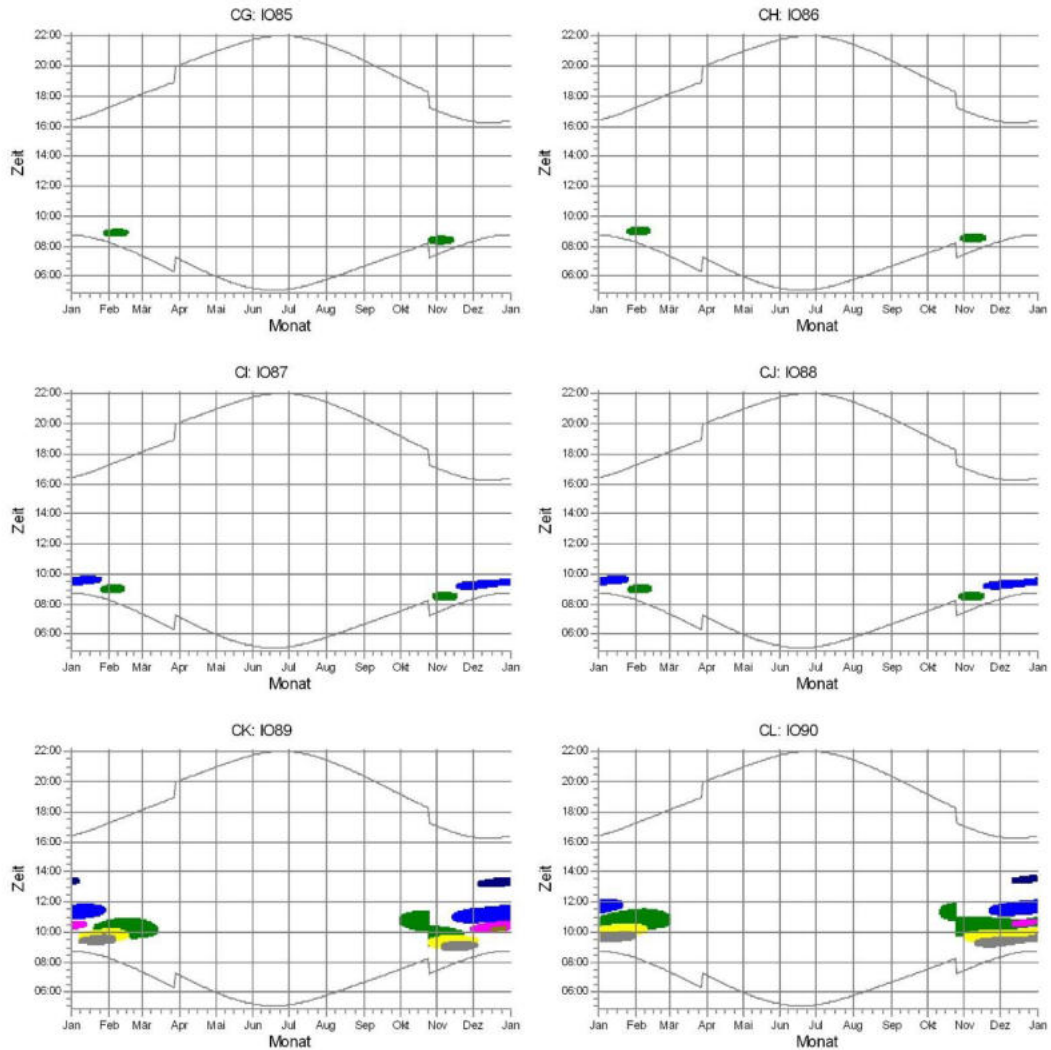 CG: IO85
22:00
20:00
18:00
16:00
14:00
12:00
10:00
08:00
06:00
Zeit
Jan Feb Mär Apr Mai Jun Jul Aug Sep Okt Nov Dez Jan
Monat
CH: IO86
22:00
20:00
18:00
16:00
14:00
12:00
10:00
08:00
06:00
Zeit
Jan Feb Mär Apr Mai Jun Jul Aug Sep Okt Nov Dez Jan
Monat
CI: IO87
22:00
20:00
18:00
16:00
14:00
12:00
10:00
08:00
06:00
Zeit
Jan Feb Mär Apr Mai Jun Jul Aug Sep Okt Nov Dez Jan
Monat
CJ: IO88
22:00
20:00
18:00
16:00
14:00
12:00
10:00
08:00
06:00
Zeit
Jan Feb Mär Apr Mai Jun Jul Aug Sep Okt Nov Dez Jan
Monat
CK: IO89
22:00
20:00
18:00
16:00
14:00
12:00
10:00
08:00
06:00
Zeit
Jan Feb Mär Apr Mai Jun Jul Aug Sep Okt Nov Dez Jan
Monat
CL: IO90
22:00
20:00
18:00
16:00
14:00
12:00
10:00
08:00
06:00
Zeit
Jan Feb Mär Apr Mai Jun Jul Aug Sep Okt Nov Dez Jan
Monat